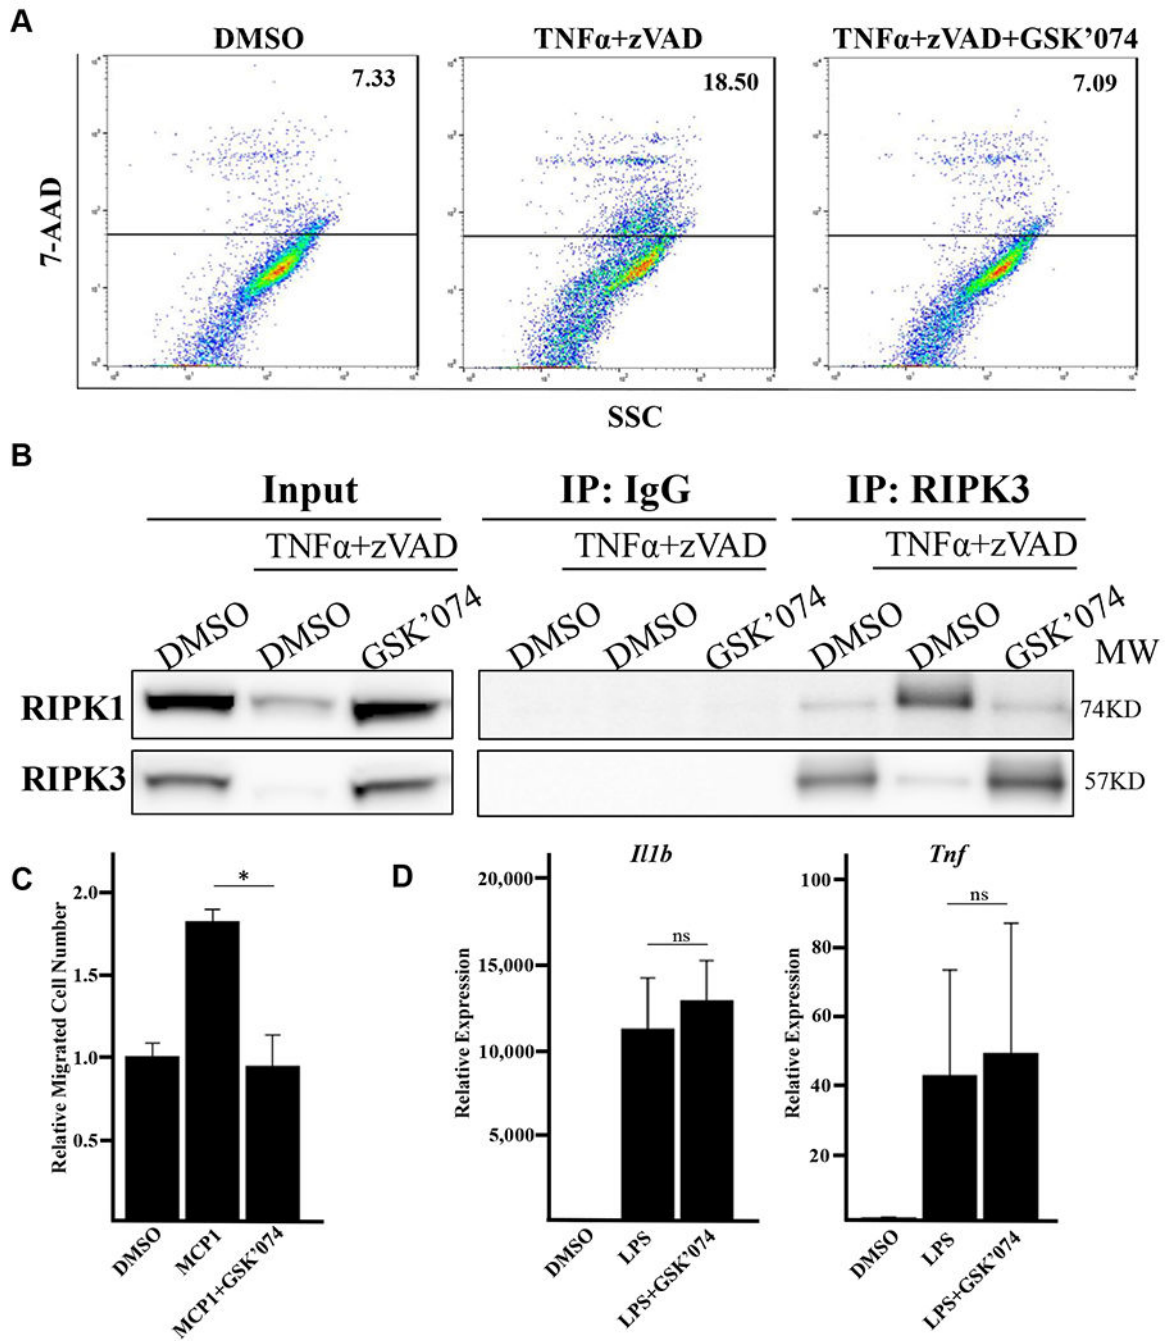 A
DMSO
TNFα+zVAD
TNFα+zVAD+GSK'074
7.33
18.50
7.09
7-AAD
SSC
B
Input
IP: IgG
IP: RIPK3
TNFα+zVAD
TNFα+zVAD
TNFα+zVAD
DMSO
DMSO
GSK'074
DMSO
DMSO
GSK'074
DMSO
DMSO
GSK'074
MW
RIPK1
74KD
RIPK3
57KD
C
Relative Migrated Cell Number
2.0
1.5
1.0
0.5
*
DMSO
MCP1
MCP1+GSK'074
D
Il1b
Relative Expression
20,000
15,000
10,000
5,000
ns
DMSO
LPS
LPS+GSK'074
Tnf
Relative Expression
100
80
60
40
20
ns
DMSO
LPS
LPS+GSK'074